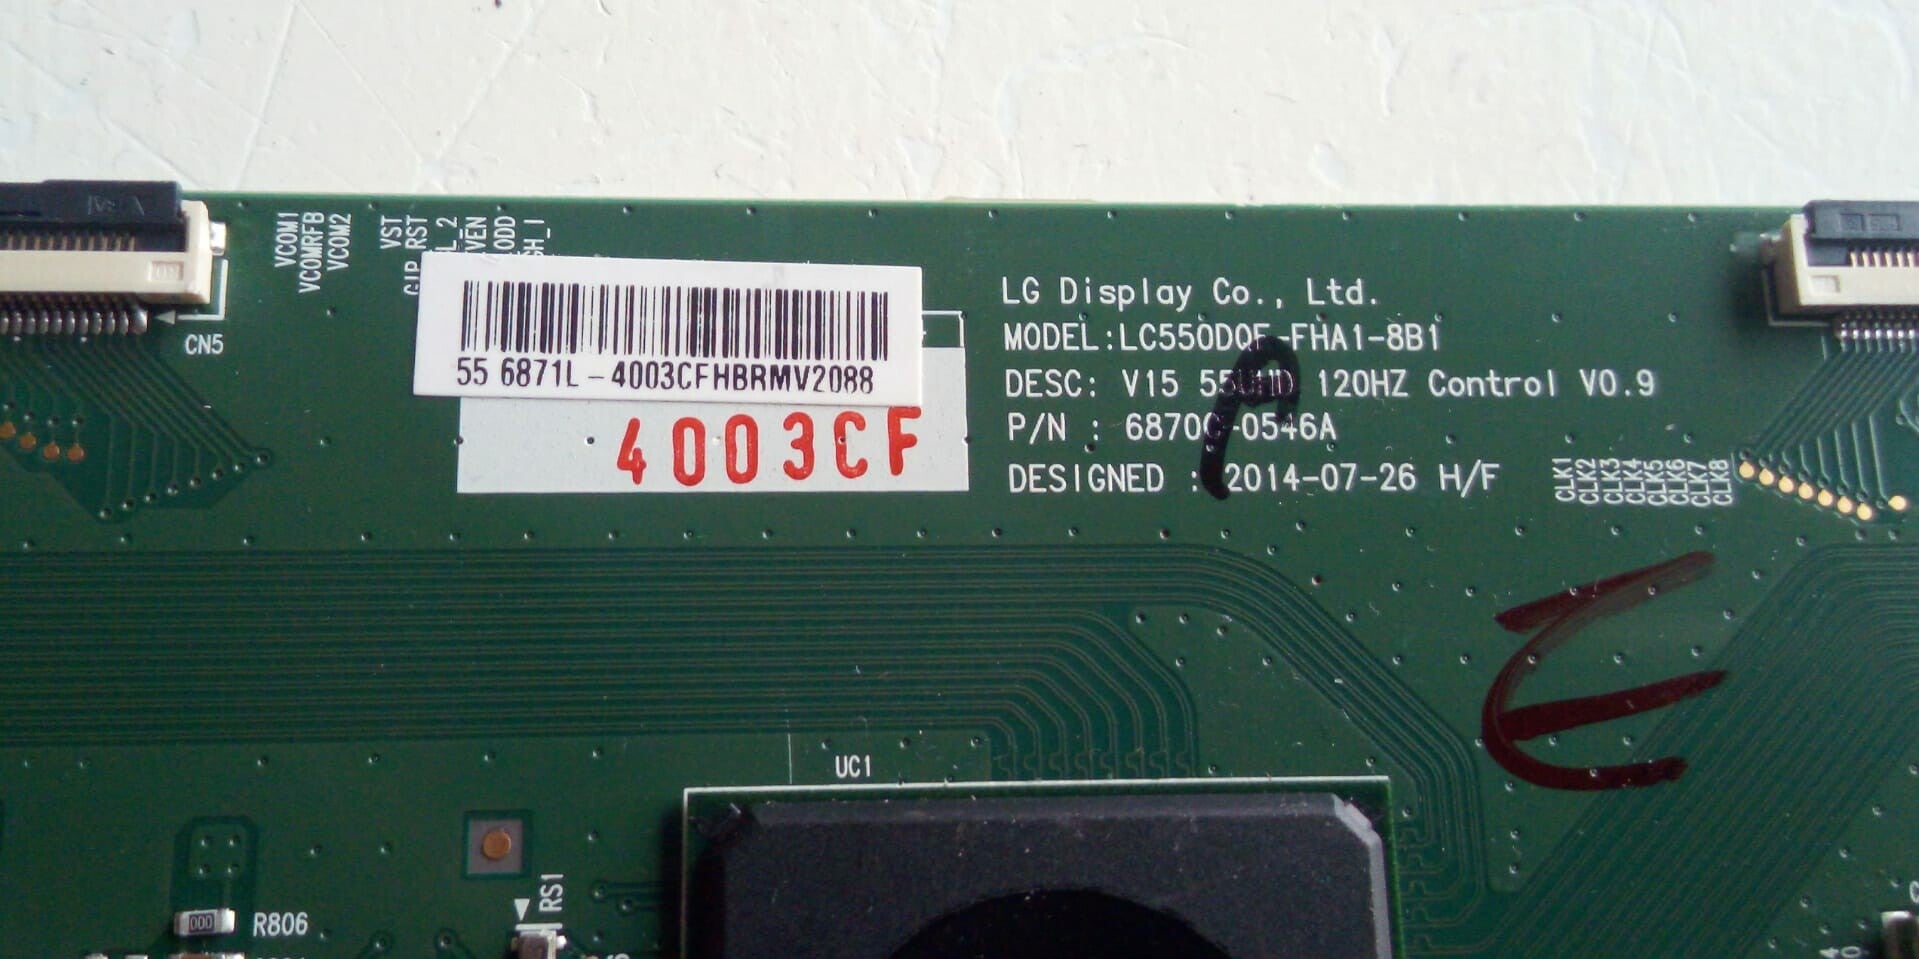 VCOM1
VCOMRFB
VCOM2
VST
RST
CN5
55 6871L-4003CFHBRMV2088
4003CF
LG Display Co., Ltd.
MODEL:LC550DQF-FHA1-8B1
DESC: V15 55UHD 120HZ Control V0.9
P/N : 6870C-0546A
DESIGNED : 2014-07-26 H/F
CLK1
CLK2
CLK3
CLK4
CLK5
CLK6
CLK7
CLK8
E
UC1
RS1
000
R806